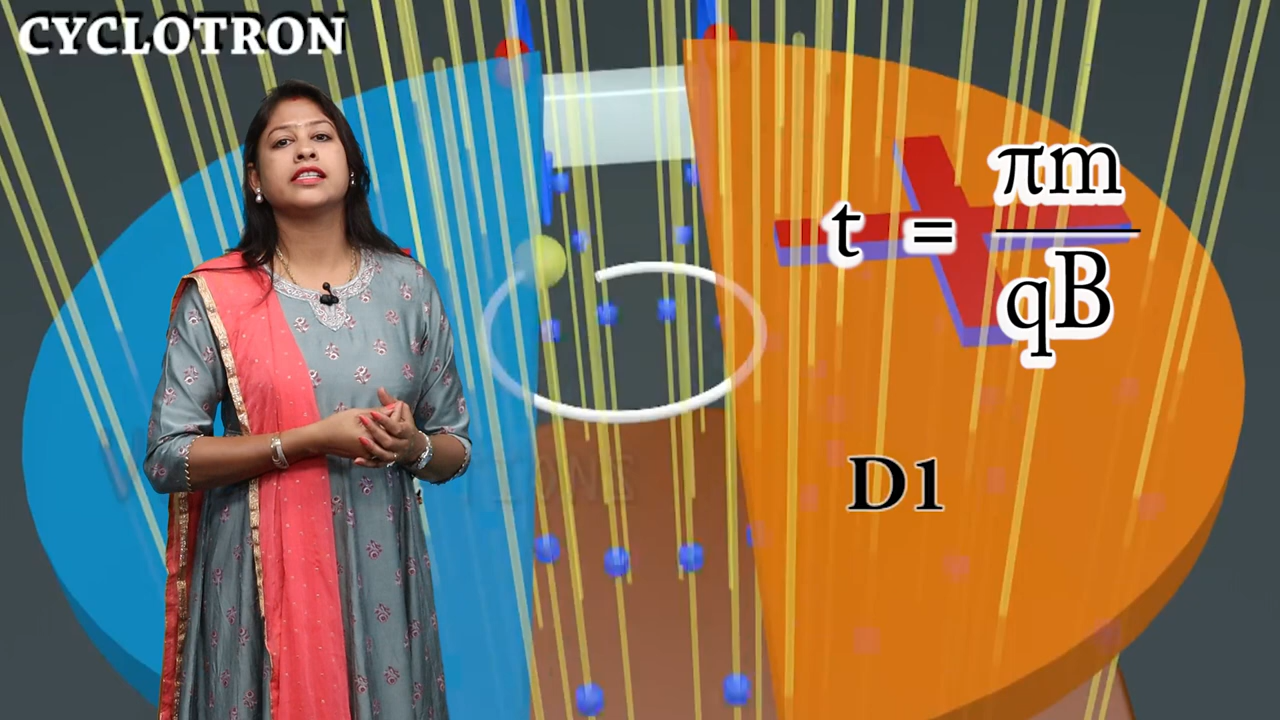 CYCLOTRON
t = πm/qB
D1